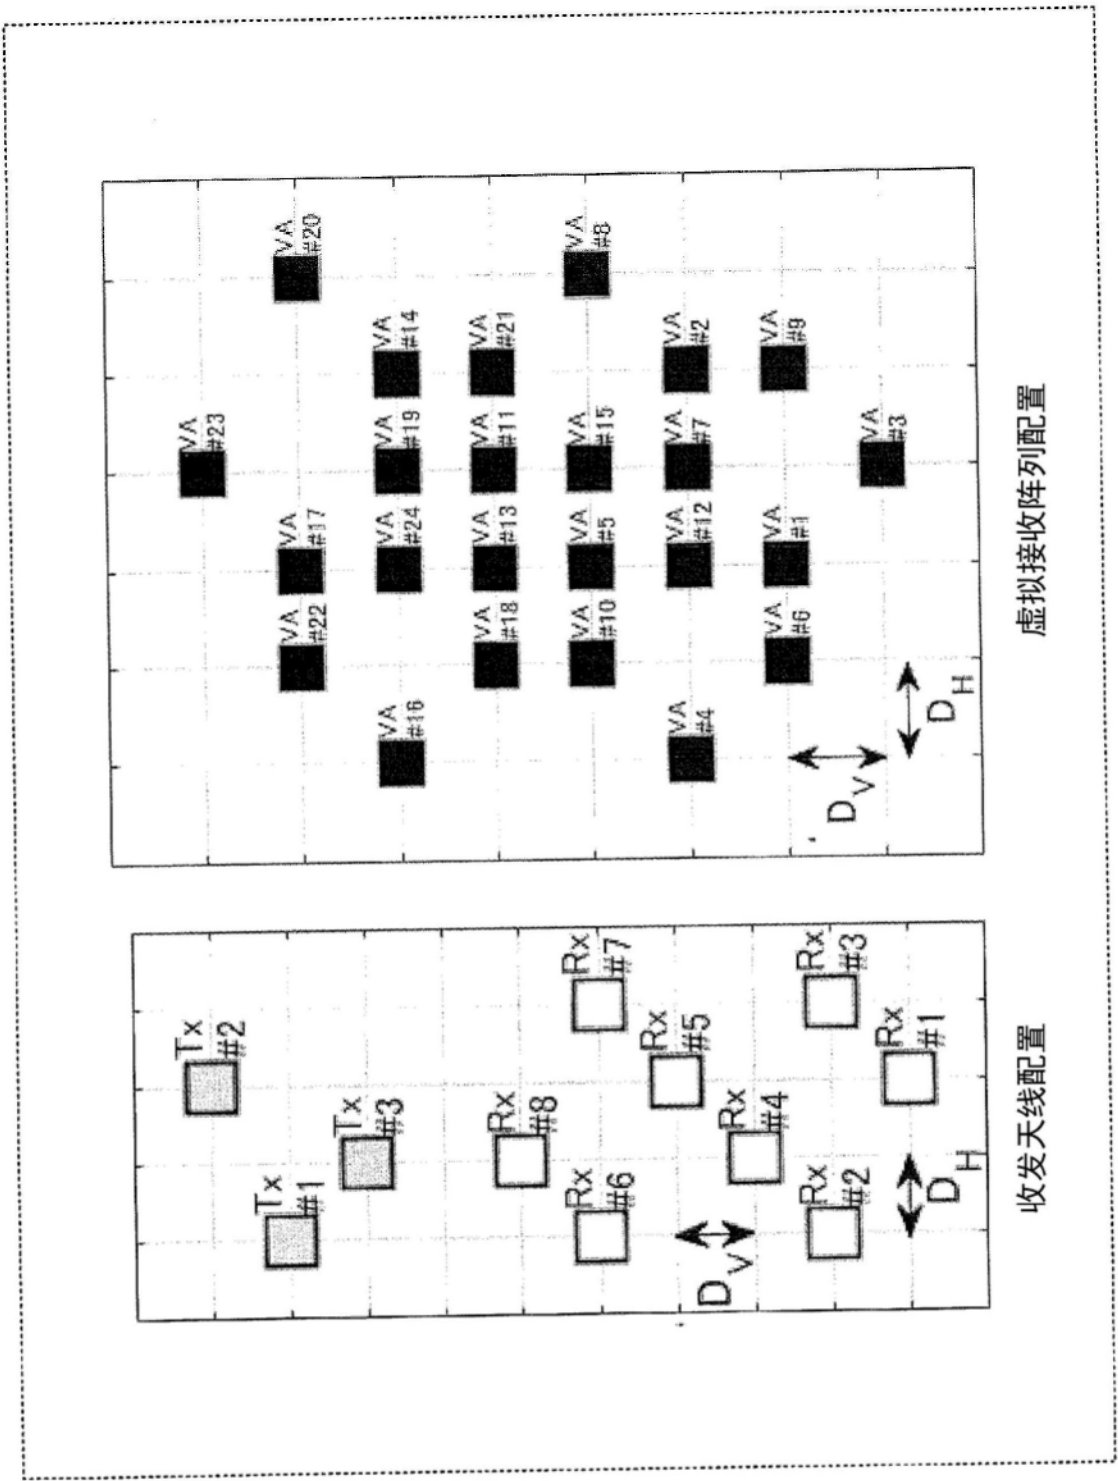 Tx
#2
Tx
#1
Tx
#3
Rx
#8
Rx
#6
Rx
#7
Rx
#5
DV
Rx
#4
Rx
#2
Rx
#3
Rx
#1
DH
收发天线配置
VA
#23
VA
#22
VA
#17
VA
#20
VA
#16
VA
#24
VA
#19
VA
#14
VA
#18
VA
#13
VA
#11
VA
#21
VA
#10
VA
#5
VA
#15
VA
#8
VA
#4
VA
#12
VA
#7
VA
#2
VA
#6
VA
#1
VA
#9
DV
VA
#3
DH
虚拟接收阵列配置